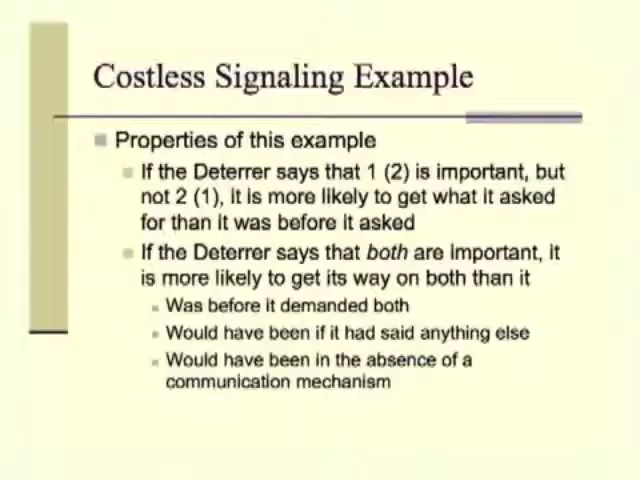 Costless Signaling Example
Properties of this example
If the Deterrer says that 1 (2) is important, but
not 2 (1), it is more likely to get what it asked
for than it was before it asked
If the Deterrer says that both are important, it
is more likely to get its way on both than it
Was before it demanded both
Would have been if it had said anything else
Would have been in the absence of a
communication mechanism